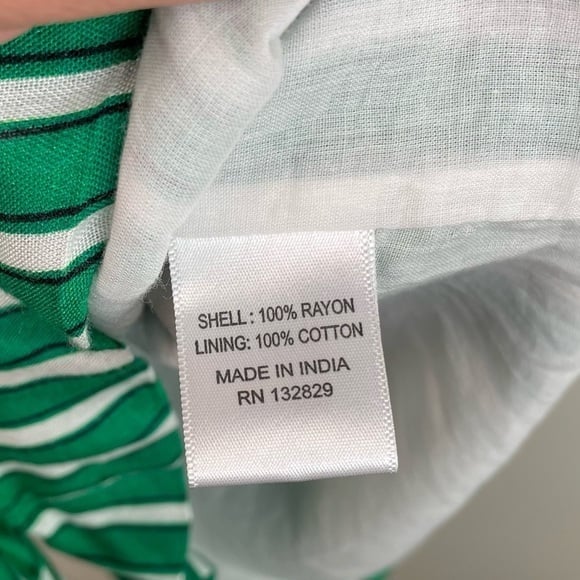 SHELL: 100% RAYON
LINING: 100% COTTON
MADE IN INDIA
RN 132829